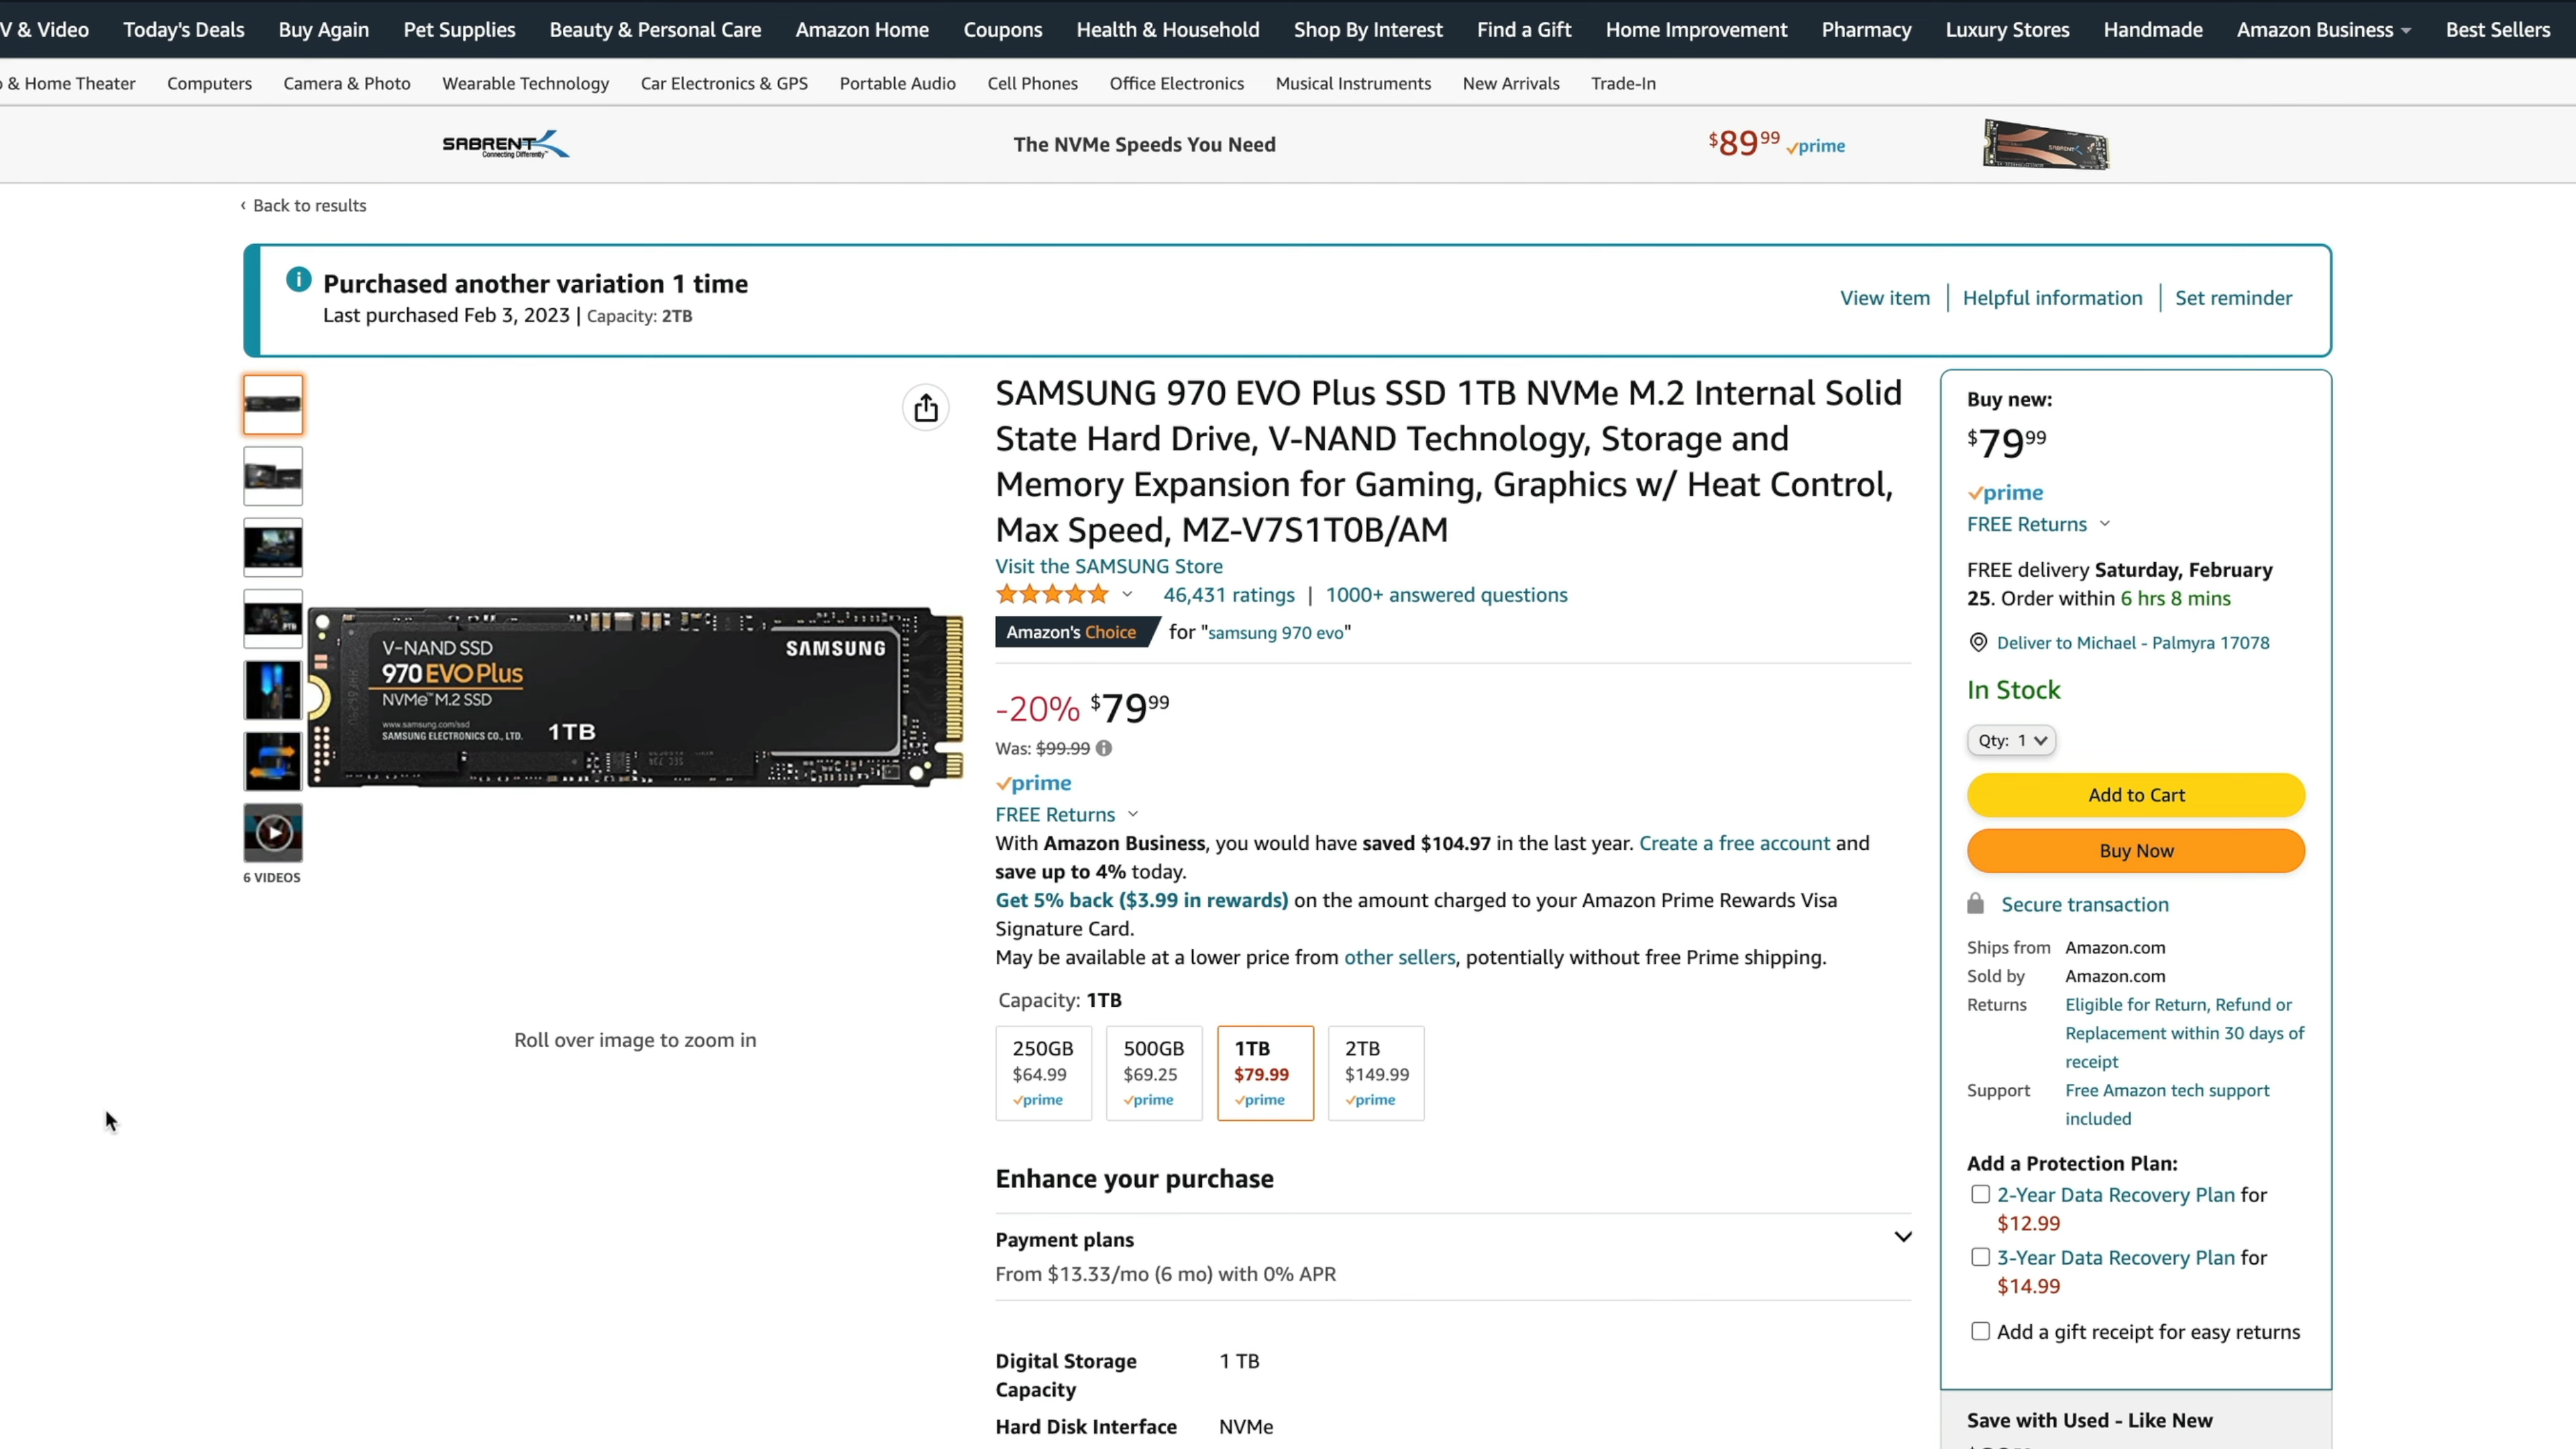 V & Video Today's Deals Buy Again Pet Supplies Beauty & Personal Care Amazon Home Coupons Health & Household Shop By Interest Find a Gift Home Improvement Pharmacy Luxury Stores Handmade Amazon Business Best Sellers
& Home Theater Computers Camera & Photo Wearable Technology Car Electronics & GPS Portable Audio Cell Phones Office Electronics Musical Instruments New Arrivals Trade-In
SABRENT
Connecting Differently™
The NVMe Speeds You Need
$89.99 prime
SABRENT
‹ Back to results
Purchased another variation 1 time
Last purchased Feb 3, 2023 | Capacity: 2TB
View item | Helpful information | Set reminder
SAMSUNG 970 EVO Plus SSD 1TB NVMe M.2 Internal Solid
State Hard Drive, V-NAND Technology, Storage and
Memory Expansion for Gaming, Graphics w/ Heat Control,
Max Speed, MZ-V7S1T0B/AM
Visit the SAMSUNG Store
46,431 ratings | 1000+ answered questions
Amazon's Choice for "samsung 970 evo"
-20% $79.99
Was: $99.99
prime
FREE Returns
With Amazon Business, you would have saved $104.97 in the last year. Create a free account and
save up to 4% today.
Get 5% back ($3.99 in rewards) on the amount charged to your Amazon Prime Rewards Visa
Signature Card.
May be available at a lower price from other sellers, potentially without free Prime shipping.
Capacity: 1TB
250GB 500GB 1TB 2TB
$64.99 $69.25 $79.99 $149.99
prime prime prime prime
Enhance your purchase
Payment plans
From $13.33/mo (6 mo) with 0% APR
Digital Storage 1 TB
Capacity
Hard Disk Interface NVMe
V-NAND SSD
970 EVO Plus
NVMe™ M.2 SSD
www.samsung.com/ssd
SAMSUNG ELECTRONICS CO., LTD. 1TB
SAMSUNG
6 VIDEOS
Roll over image to zoom in
Buy new:
$79.99
prime
FREE Returns
FREE delivery Saturday, February
25. Order within 6 hrs 8 mins
Deliver to Michael - Palmyra 17078
In Stock
Qty: 1
Add to Cart
Buy Now
Secure transaction
Ships from Amazon.com
Sold by Amazon.com
Returns Eligible for Return, Refund or
Replacement within 30 days of
receipt
Support Free Amazon tech support
included
Add a Protection Plan:
2-Year Data Recovery Plan for
$12.99
3-Year Data Recovery Plan for
$14.99
Add a gift receipt for easy returns
Save with Used - Like New